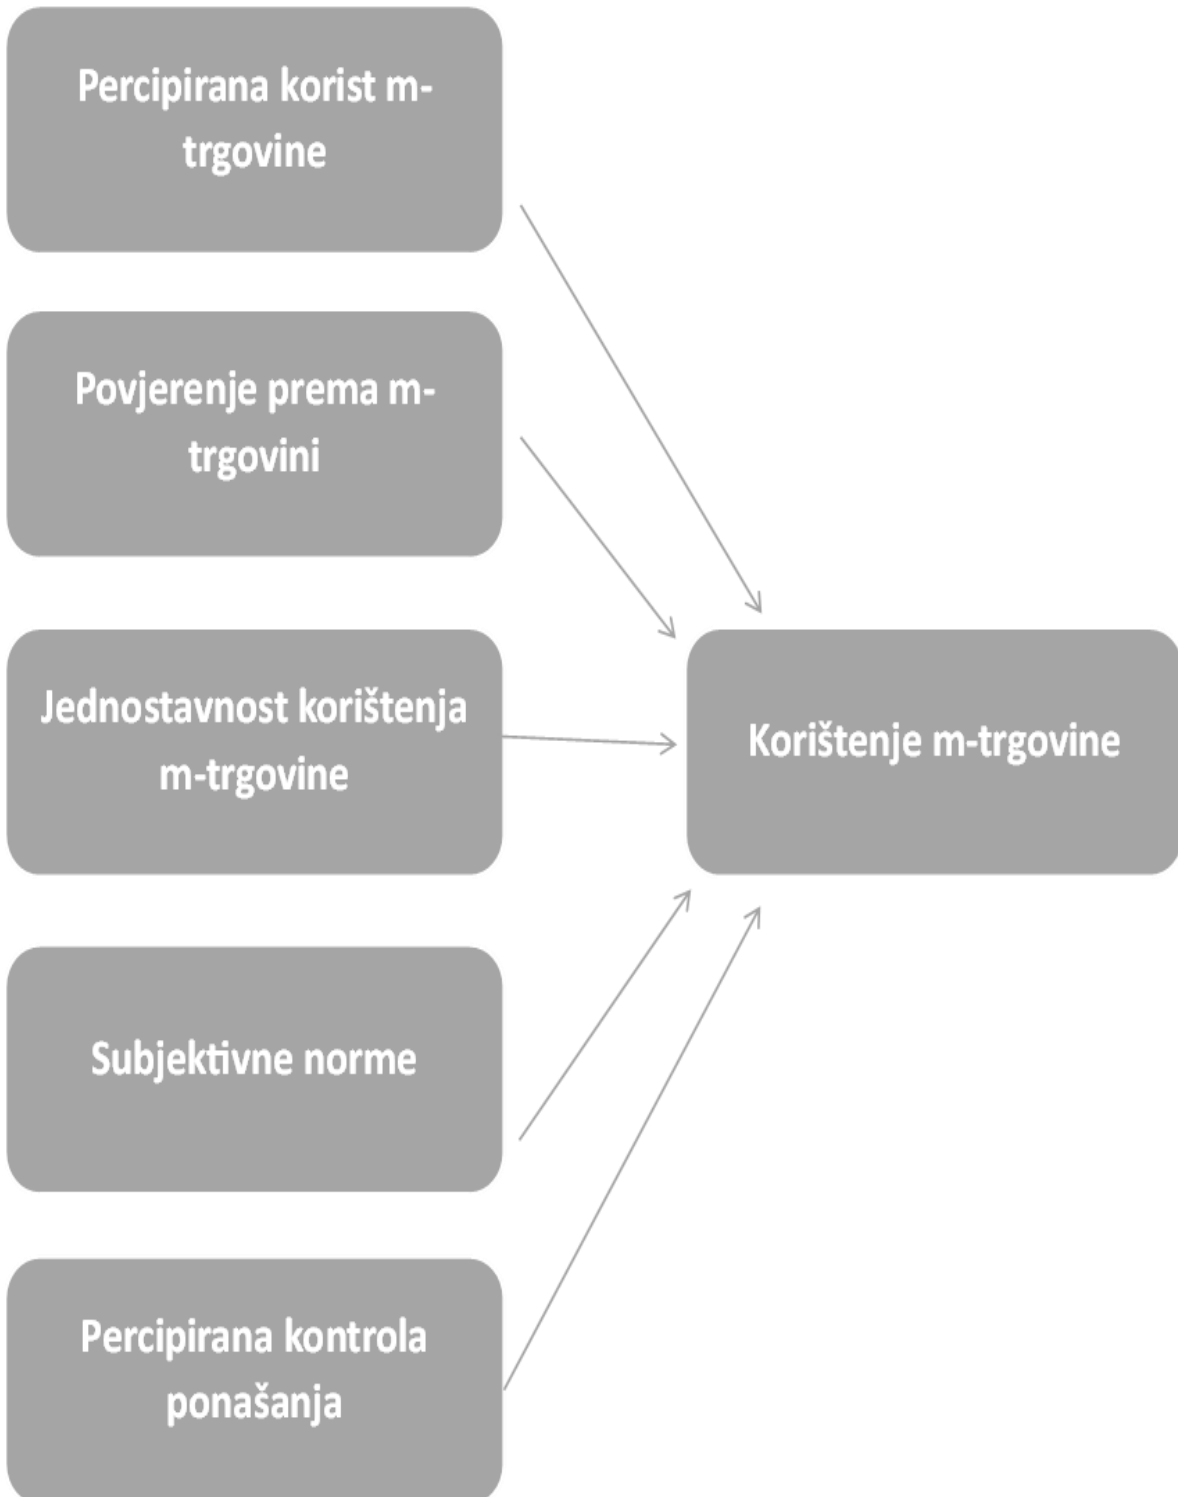 Percipirana korist m-
trgovine
Povjerenje prema m-
trgovini
Jednostavnost korištenja
m-trgovine
Korištenje m-trgovine
Subjektivne norme
Percipirana kontrola
ponašanja